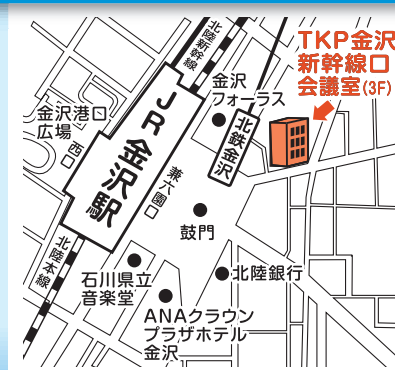 北陸新幹線
TKP金沢
新幹線口
会議室(3F)
金沢
フォーラス
金沢港口
広場
西口
JR金沢駅
北鉄金沢
兼六園口
鼓門
北陸本線
石川県立
音楽堂
北陸銀行
ANAクラウン
プラザホテル
金沢